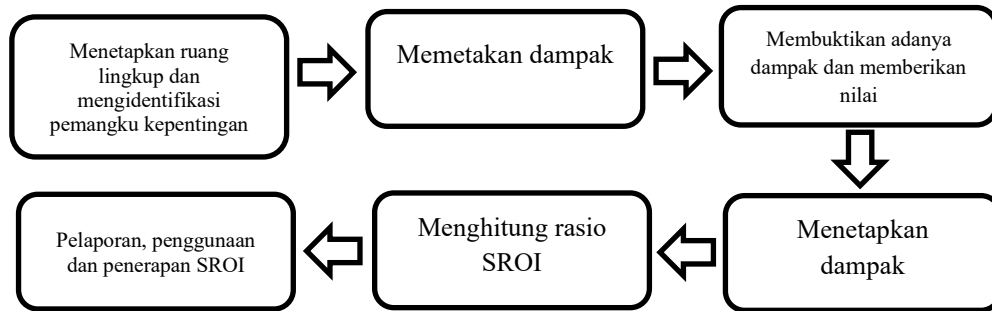 Menetapkan ruang
lingkup dan
mengidentifikasi
pemangku kepentingan
Memetakan dampak
Membuktikan adanya
dampak dan memberikan
nilai
Menetapkan
dampak
Menghitung rasio
SROI
Pelaporan, penggunaan
dan penerapan SROI